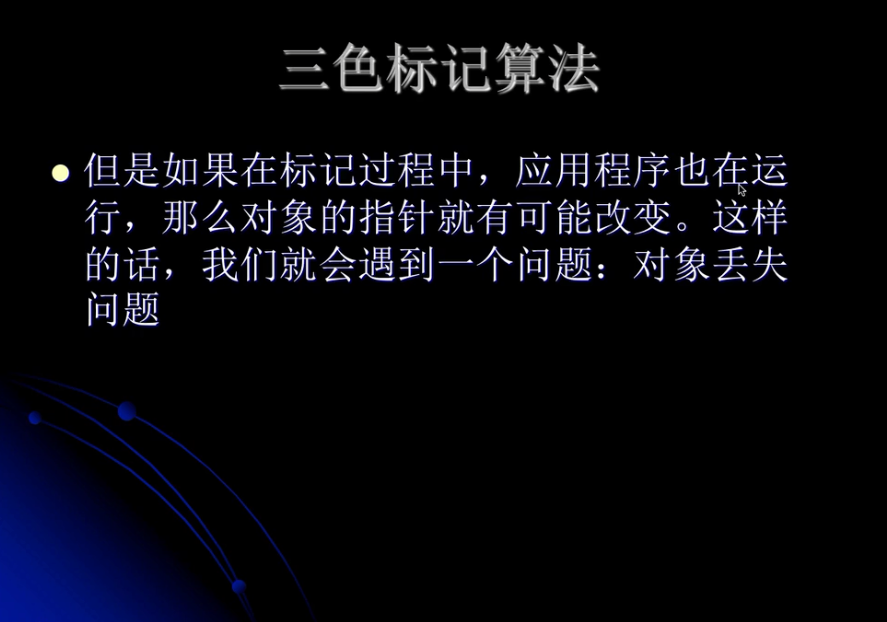 三色标记算法
但是如果在标记过程中，应用程序也在运
行，那么对象的指针就有可能改变。这样
的话，我们就会遇到一个问题：对象丢失
问题